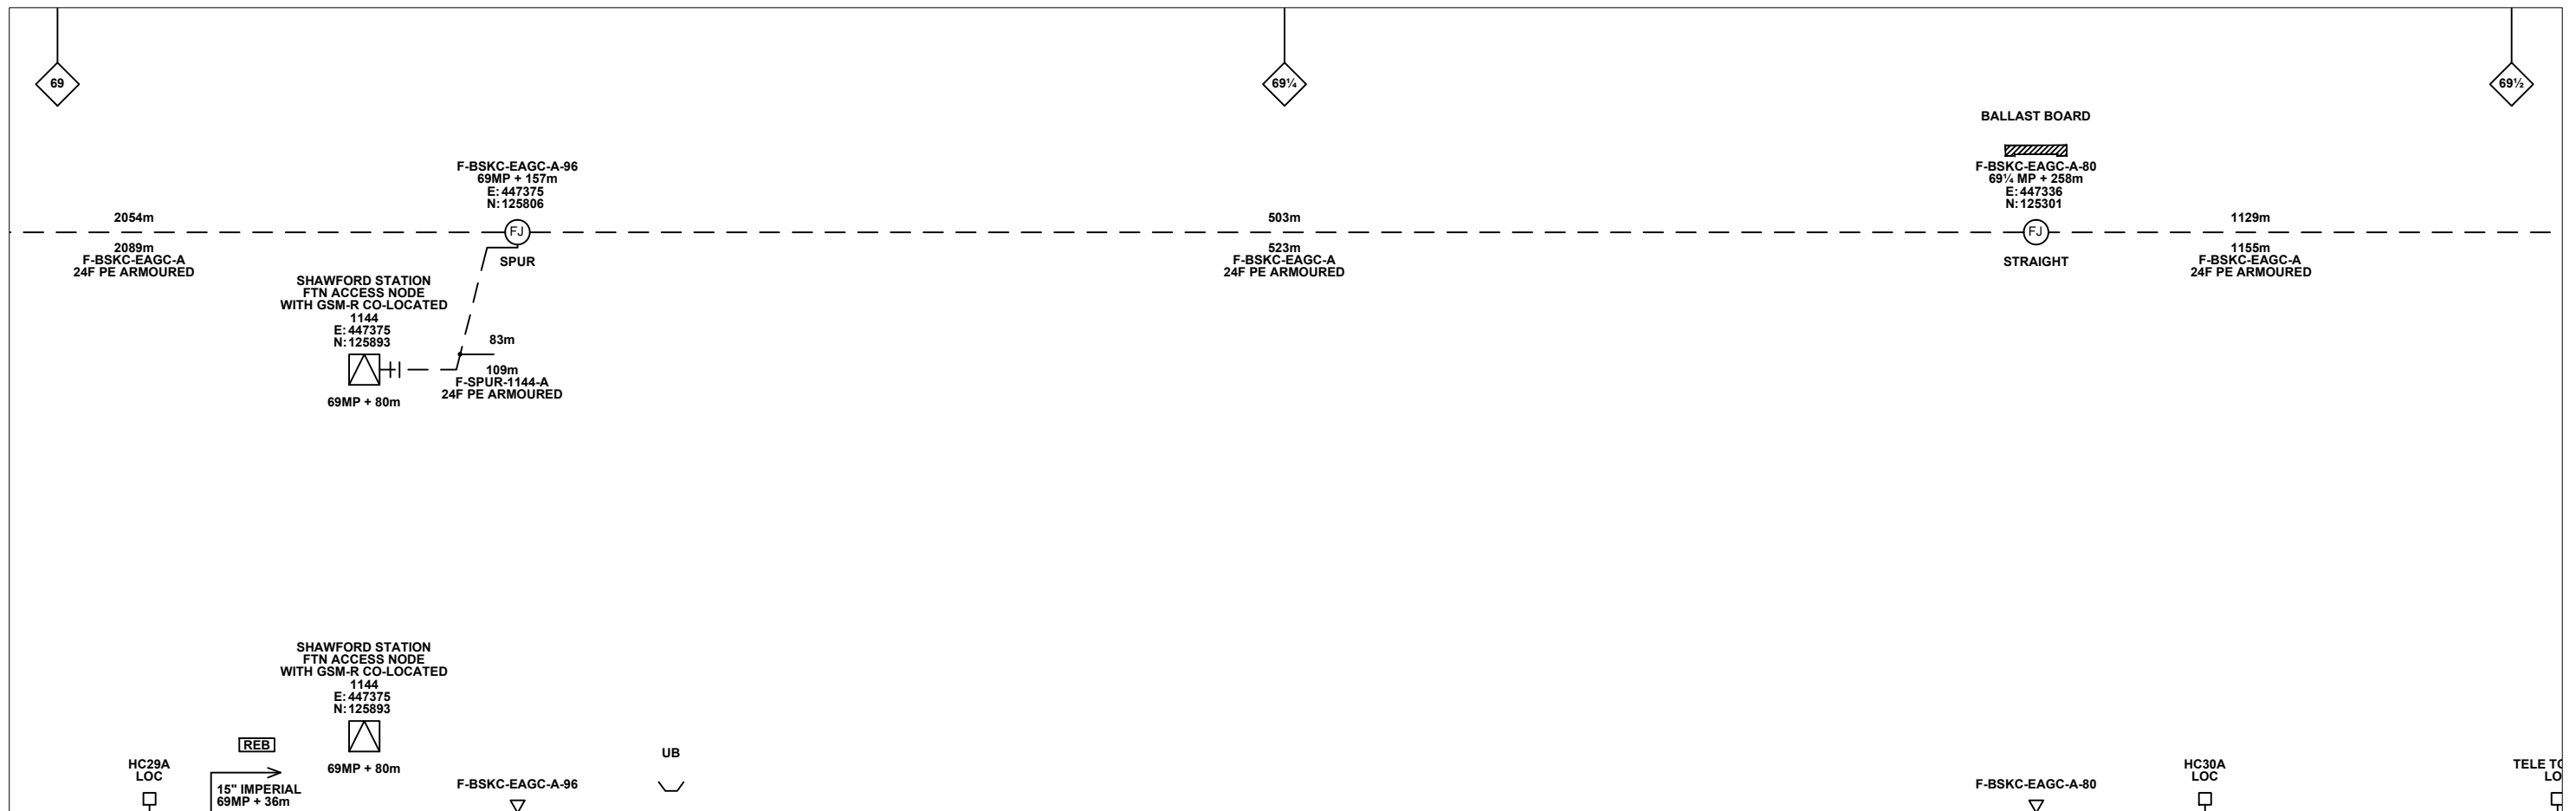 69
69¼
69½
BALLAST BOARD
F-BSKC-EAGC-A-96
69MP + 157m
E: 447375
N: 125806
F-BSKC-EAGC-A-80
69¼ MP + 258m
E: 447336
N: 125301
2054m
503m
1129m
FJ
FJ
2089m
F-BSKC-EAGC-A
24F PE ARMOURED
SPUR
523m
F-BSKC-EAGC-A
24F PE ARMOURED
STRAIGHT
1155m
F-BSKC-EAGC-A
24F PE ARMOURED
SHAWFORD STATION
FTN ACCESS NODE
WITH GSM-R CO-LOCATED
1144
E: 447375
N: 125893
69MP + 80m
83m
109m
F-SPUR-1144-A
24F PE ARMOURED
SHAWFORD STATION
FTN ACCESS NODE
WITH GSM-R CO-LOCATED
1144
E: 447375
N: 125893
69MP + 80m
REB
HC29A
LOC
15" IMPERIAL
69MP + 36m
F-BSKC-EAGC-A-96
UB
F-BSKC-EAGC-A-80
HC30A
LOC
TELE